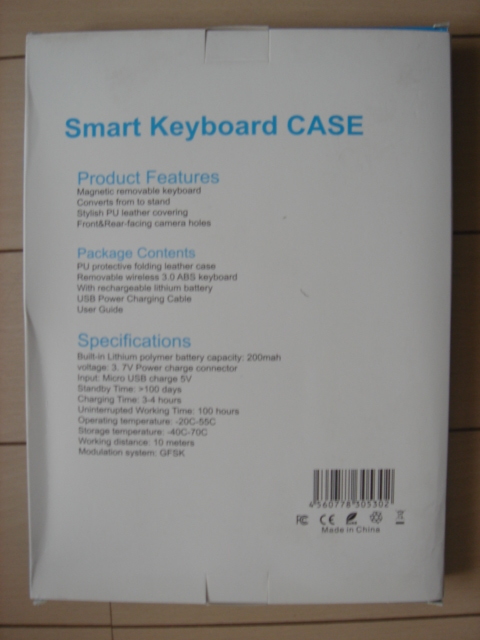 Smart Keyboard CASE
Product Features
Magnetic removable keyboard
Converts from to stand
Stylish PU leather covering
Front&Rear-facing camera holes
Package Contents
PU protective folding leather case
Removable wireless 3.0 ABS keyboard
With rechargeable lithium battery
USB Power Charging Cable
User Guide
Specifications
Built-in Lithium polymer battery capacity: 200mah
voltage: 3. 7V Power charge connector
Input: Micro USB charge 5V
Standby Time: >100 days
Charging Time: 3-4 hours
Uninterrupted Working Time: 100 hours
Operating temperature: -20C-55C
Storage temperature: -40C-70C
Working distance: 10 meters
Modulation system: GFSK
4560778305302
FC CE
Made in China